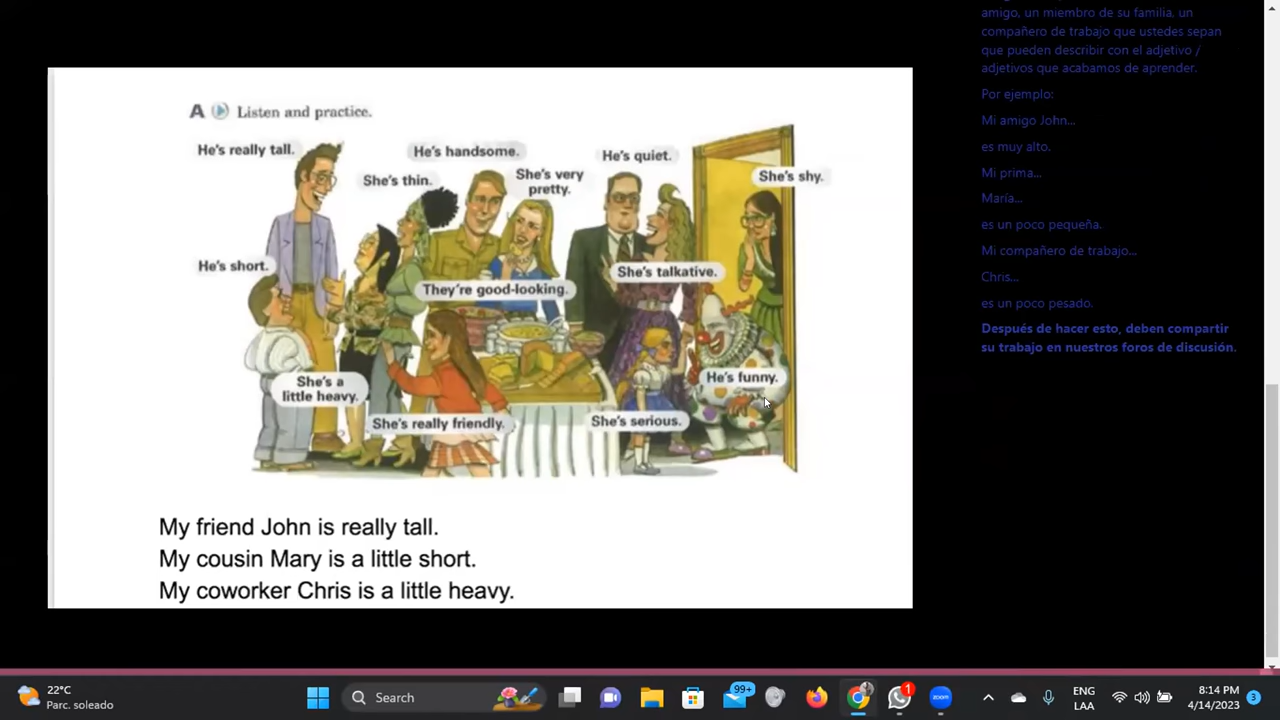 A Listen and practice.
He's really tall.
He's handsome.
He's quiet.
She's thin.
She's very
pretty.
She's shy.
He's short.
She's talkative.
They're good-looking.
She's a
little heavy.
He's funny.
She's really friendly.
She's serious.
My friend John is really tall.
My cousin Mary is a little short.
My coworker Chris is a little heavy.
amigo, un miembro de su familia, un
compañero de trabajo que ustedes sepan
que pueden describir con el adjetivo /
adjetivos que acabamos de aprender.
Por ejemplo:
Mi amigo John...
es muy alto.
Mi prima...
María...
es un poco pequeña.
Mi compañero de trabajo...
Chris...
es un poco pesado.
Después de hacer esto, deben compartir
su trabajo en nuestros foros de discusión.
22°C
Parc. soleado
Search
99+
1
zoom
ENG
LAA
8:14 PM
4/14/2023
3